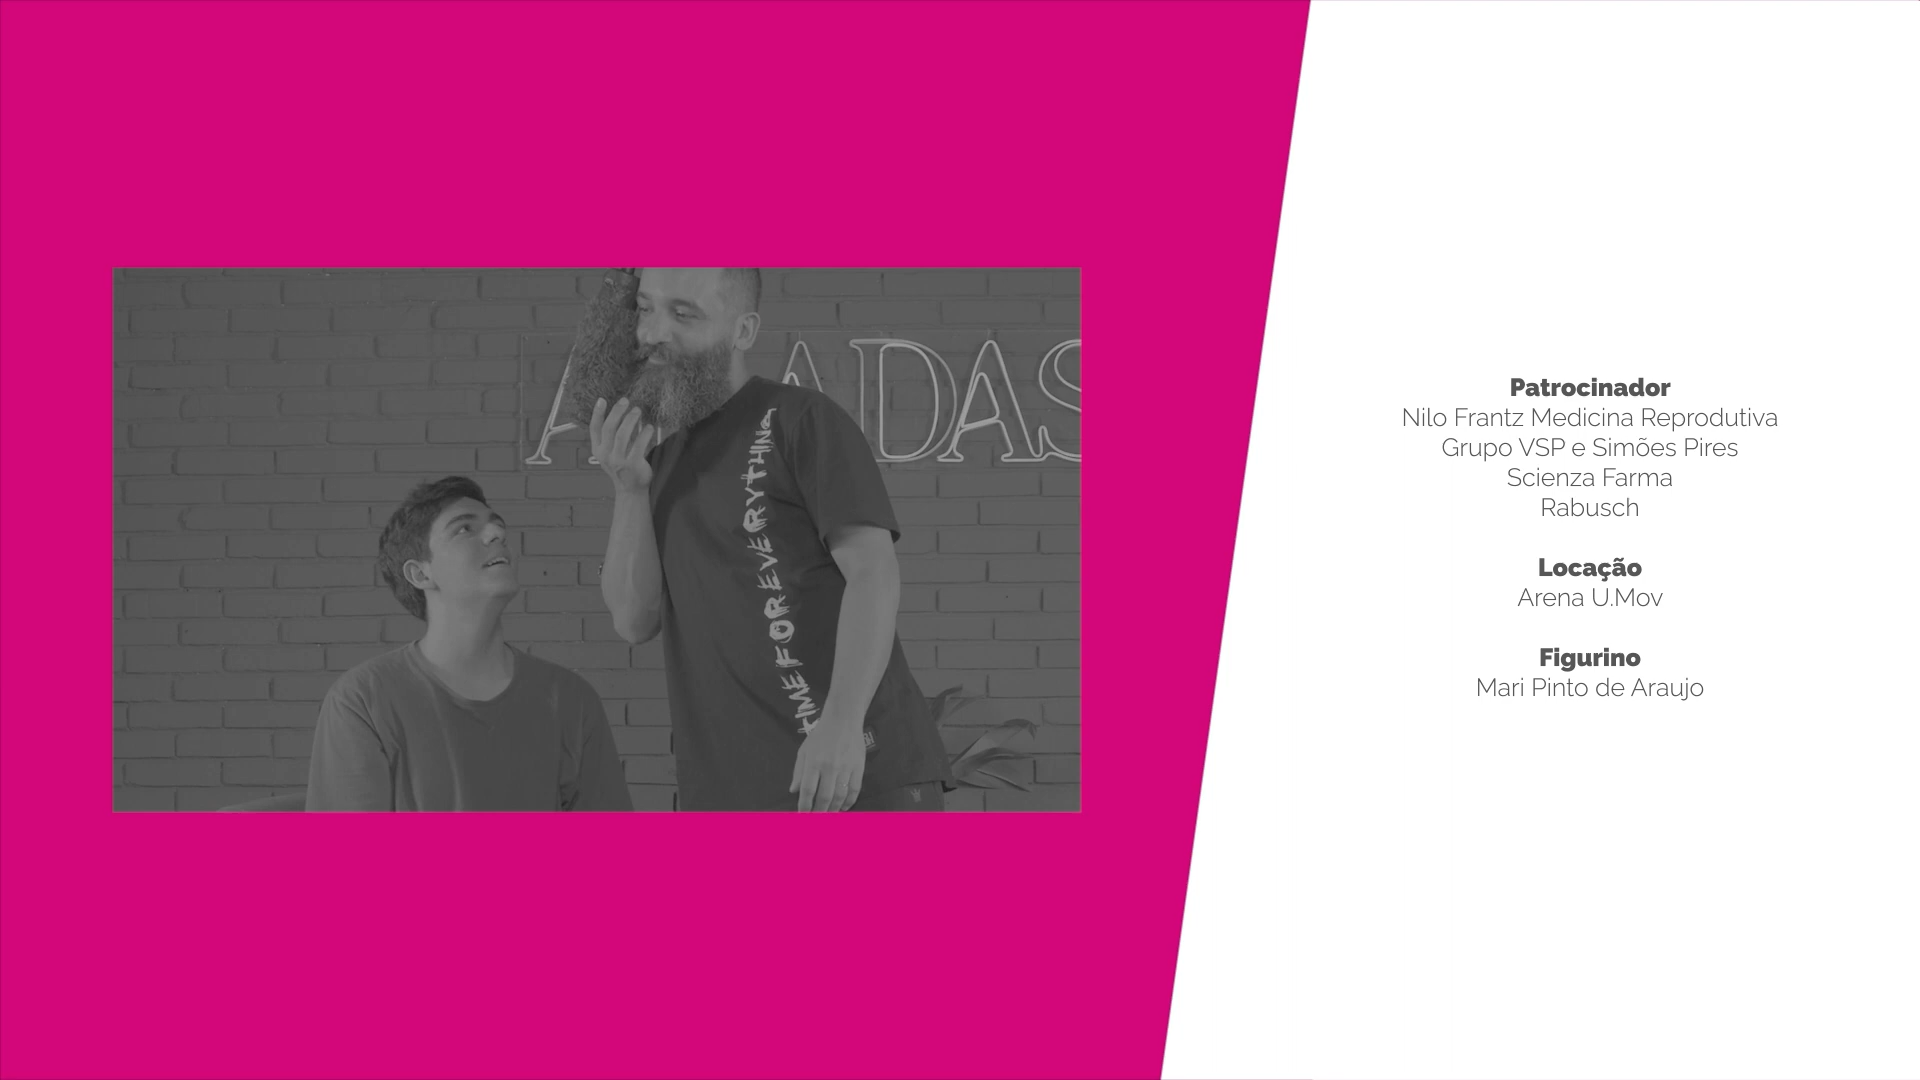 ADAS
TIME FOR EVERYTHING
Patrocinador
Nilo Frantz Medicina Reprodutiva
Grupo VSP e Simões Pires
Scienza Farma
Rabusch
Locação
Arena U.Mov
Figurino
Mari Pinto de Araujo